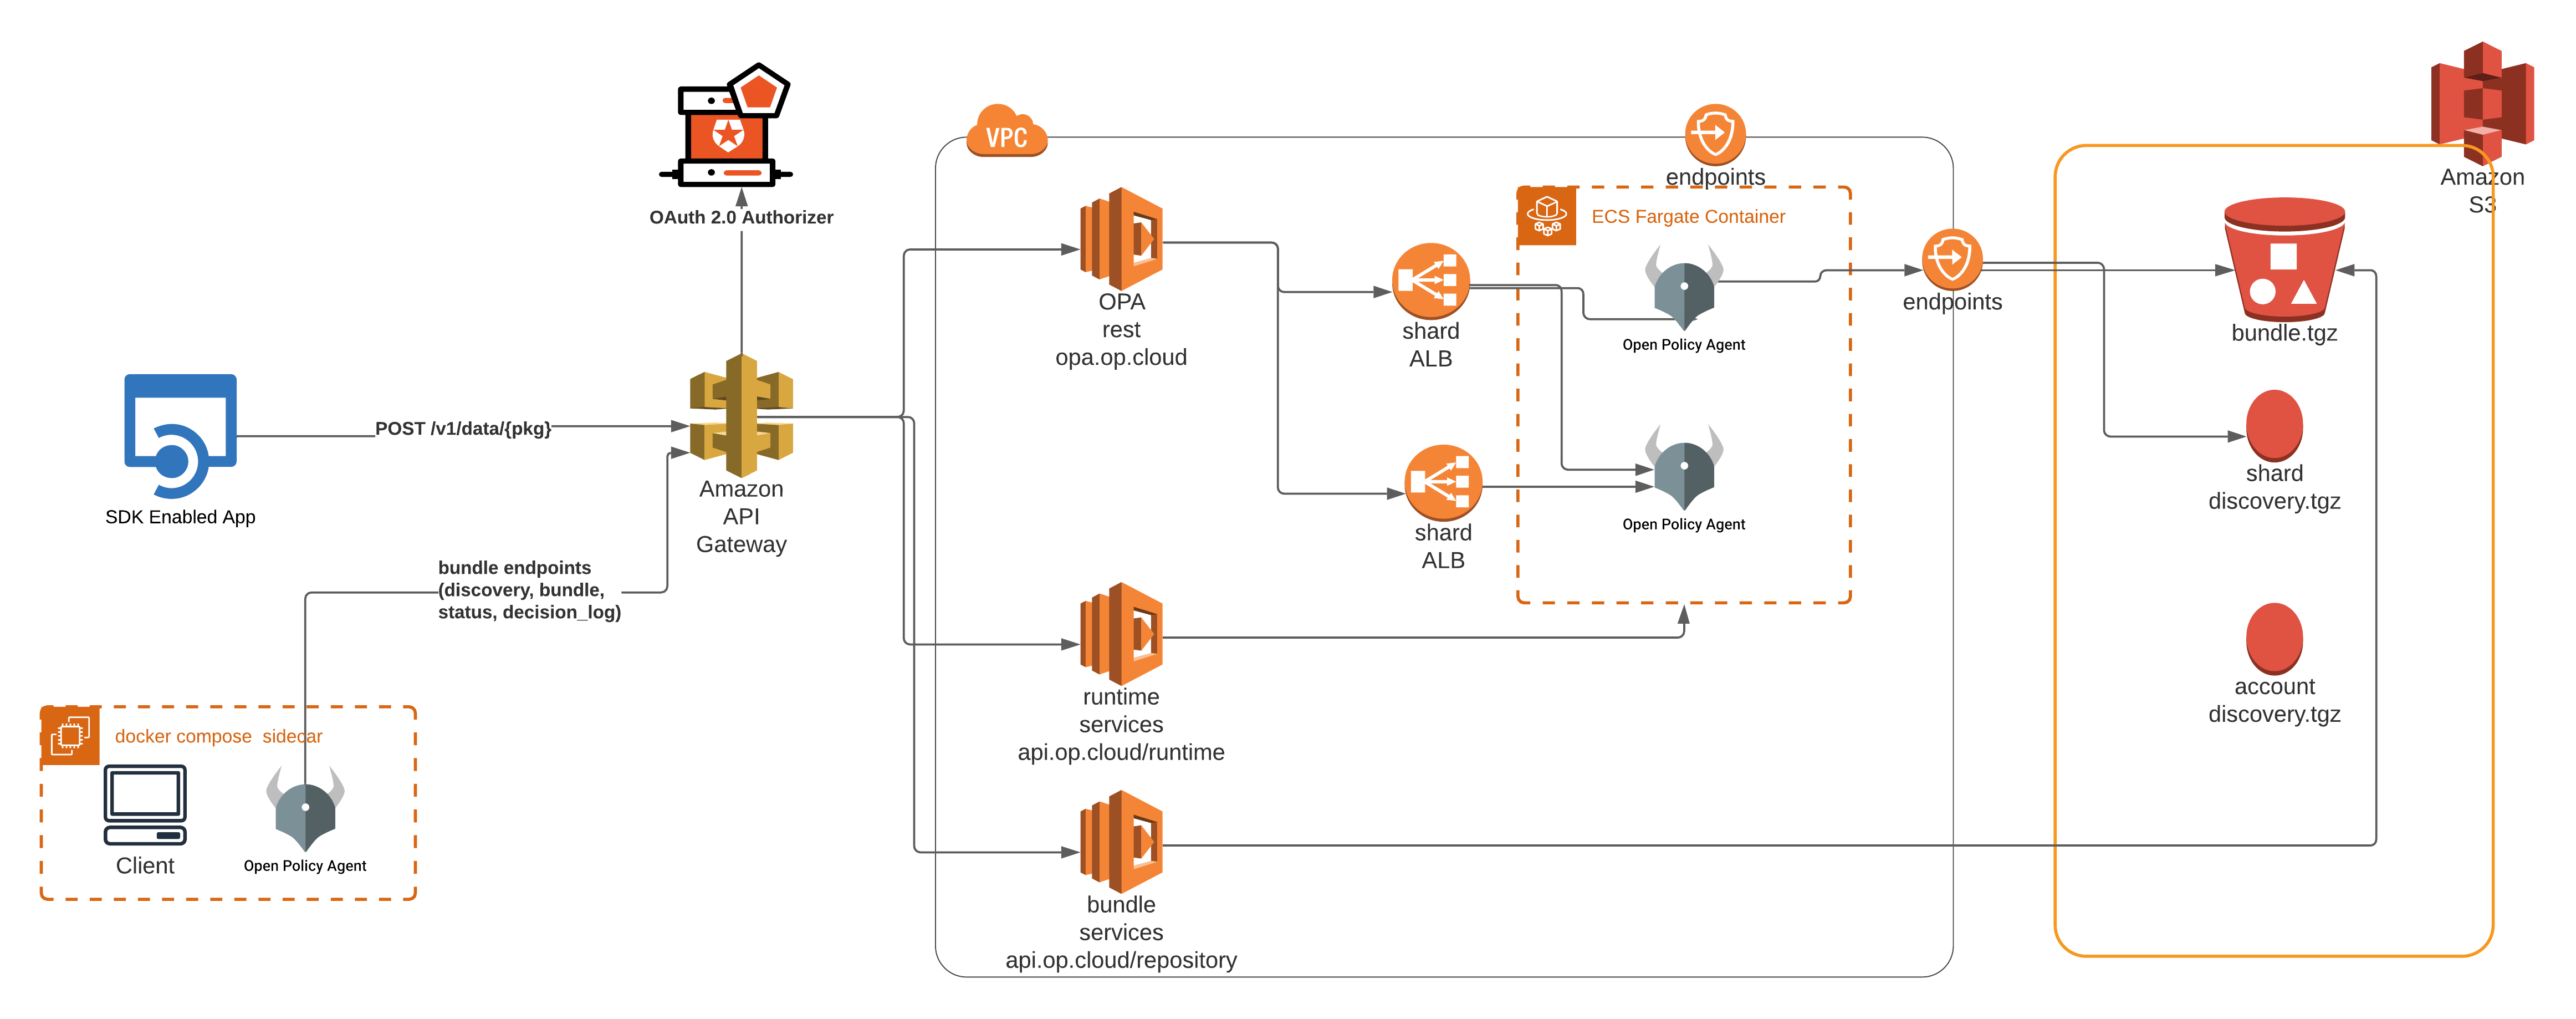 OAuth 2.0 Authorizer
SDK Enabled App
POST /v1/data/{pkg}
Amazon
API
Gateway
bundle endpoints
(discovery, bundle,
status, decision_log)
docker compose  sidecar
Client
Open Policy Agent
VPC
OPA
rest
opa.op.cloud
runtime
services
api.op.cloud/runtime
bundle
services
api.op.cloud/repository
shard
ALB
shard
ALB
endpoints
ECS Fargate Container
Open Policy Agent
Open Policy Agent
endpoints
Amazon
S3
bundle.tgz
shard
discovery.tgz
account
discovery.tgz